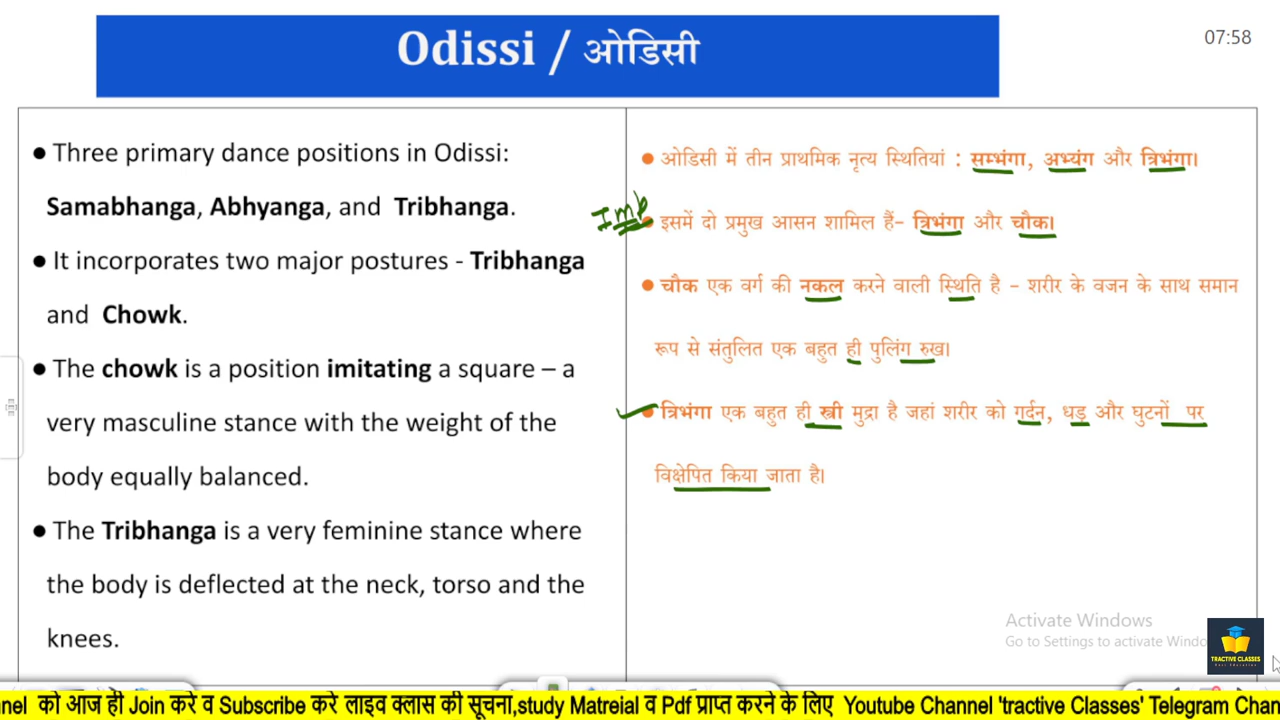 Odissi / ओडिसी
07:58
● Three primary dance positions in Odissi:
Samabhanga, Abhyanga, and Tribhanga.
● It incorporates two major postures - Tribhanga
and Chowk.
● The chowk is a position imitating a square – a
very masculine stance with the weight of the
body equally balanced.
● The Tribhanga is a very feminine stance where
the body is deflected at the neck, torso and the
knees.
● ओडिसी में तीन प्राथमिक नृत्य स्थितियां : सम्भंगा, अभ्यंग और त्रिभंगा।
Imp
● इसमें दो प्रमुख आसन शामिल हैं- त्रिभंगा और चौक।
● चौक एक वर्ग की नकल करने वाली स्थिति है - शरीर के वजन के साथ समान
रूप से संतुलित एक बहुत ही पुलिंग रुख।
● त्रिभंगा एक बहुत ही स्त्री मुद्रा है जहां शरीर को गर्दन, धड़ और घुटनों पर
विक्षेपित किया जाता है।
Activate Windows
Go to Settings to activate Windo
TRACTIVE CLASSES
nnel को आज ही Join करे व Subscribe करे लाइव क्लास की सूचना,study Matreial व Pdf प्राप्त करने के लिए Youtube Channel 'tractive Classes' Telegram Chan